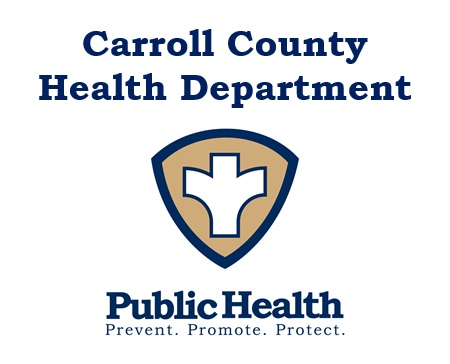 Carroll County
Health Department
Public Health
Prevent. Promote. Protect.